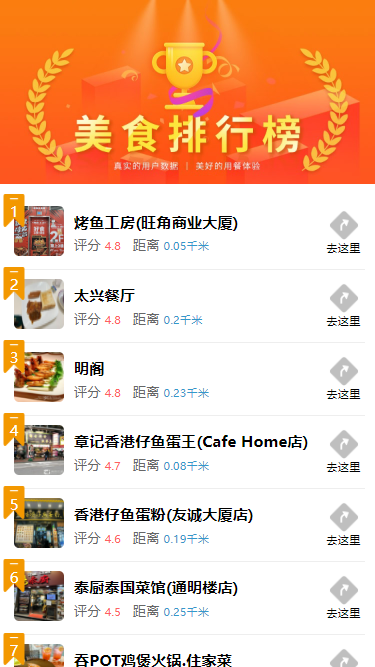 美食排行榜
真实的用户数据 | 美好的用餐体验
1
烤鱼工房(旺角商业大厦)
评分 4.8 距离 0.05千米
去这里
2
太兴餐厅
评分 4.8 距离 0.2千米
去这里
3
明阁
评分 4.8 距离 0.23千米
去这里
4
章记香港仔鱼蛋王(Cafe Home店)
评分 4.7 距离 0.08千米
去这里
5
香港仔鱼蛋粉(友诚大厦店)
评分 4.6 距离 0.19千米
去这里
6
泰厨泰国菜馆(通明楼店)
评分 4.5 距离 0.25千米
去这里
7
吞POT鸡煲火锅.住家菜